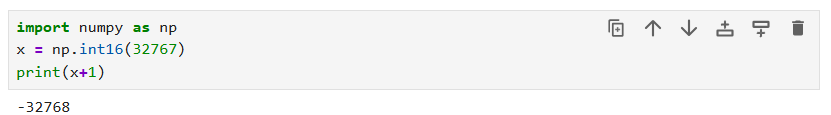 import numpy as np
x = np.int16(32767)
print(x+1)
-32768